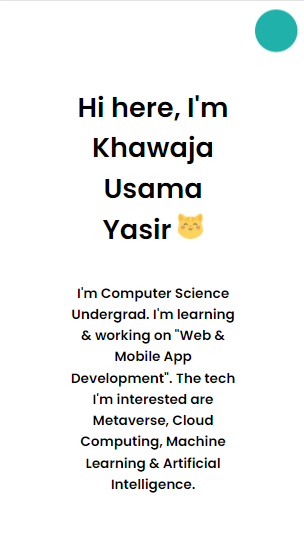 Hi here, I'm
Khawaja
Usama
Yasir
I'm Computer Science
Undergrad. I'm learning
& working on "Web &
Mobile App
Development". The tech
I'm interested are
Metaverse, Cloud
Computing, Machine
Learning & Artificial
Intelligence.